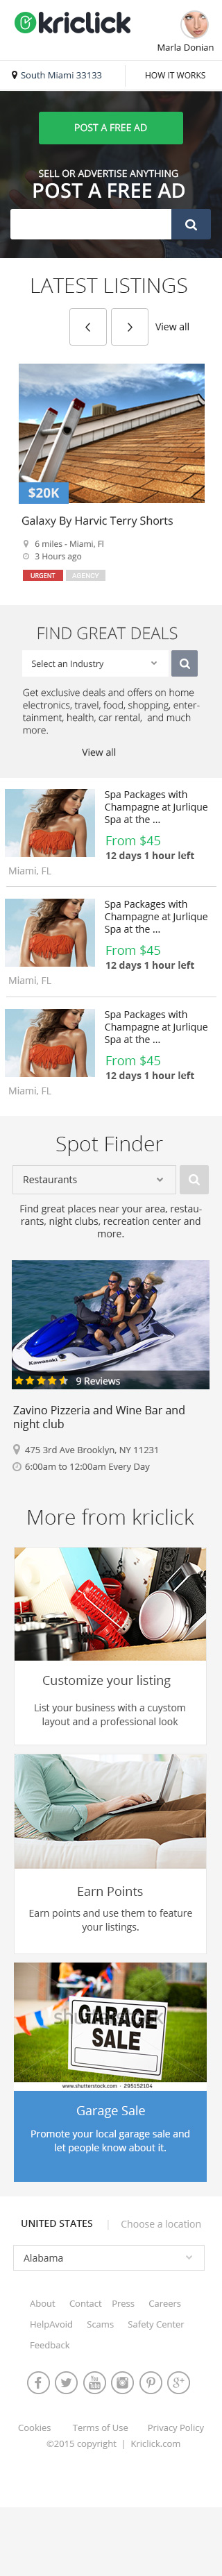 kriclick
Marla Donian
South Miami 33133
HOW IT WORKS
POST A FREE AD
SELL OR ADVERTISE ANYTHING
POST A FREE AD
LATEST LISTINGS
View all
$20K
Galaxy By Harvic Terry Shorts
6 miles - Miami, Fl
3 Hours ago
URGENT
AGENCY
FIND GREAT DEALS
Select an Industry
Get exclusive deals and offers on home
electronics, travel, food, shopping, enter-
tainment, health, car rental,  and much
more.
View all
Spa Packages with
Champagne at Jurlique
Spa at the ...
From $45
12 days 1 hour left
Miami, FL
Spa Packages with
Champagne at Jurlique
Spa at the ...
From $45
12 days 1 hour left
Miami, FL
Spa Packages with
Champagne at Jurlique
Spa at the ...
From $45
12 days 1 hour left
Miami, FL
Spot Finder
Restaurants
Find great places near your area, restau-
rants, night clubs, recreation center and
more.
Kawasaki
9 Reviews
Zavino Pizzeria and Wine Bar and
night club
475 3rd Ave Brooklyn, NY 11231
6:00am to 12:00am Every Day
More from kriclick
Customize your listing
List your business with a cuystom
layout and a professional look
Earn Points
Earn points and use them to feature
your listings.
shutterstock
GARAGE
SALE
www.shutterstock.com · 295152104
Garage Sale
Promote your local garage sale and
let people know about it.
UNITED STATES | Choose a location
Alabama
About Contact Press Careers
HelpAvoid Scams Safety Center
Feedback
You Tube
Cookies Terms of Use Privacy Policy
©2015 copyright | Kriclick.com